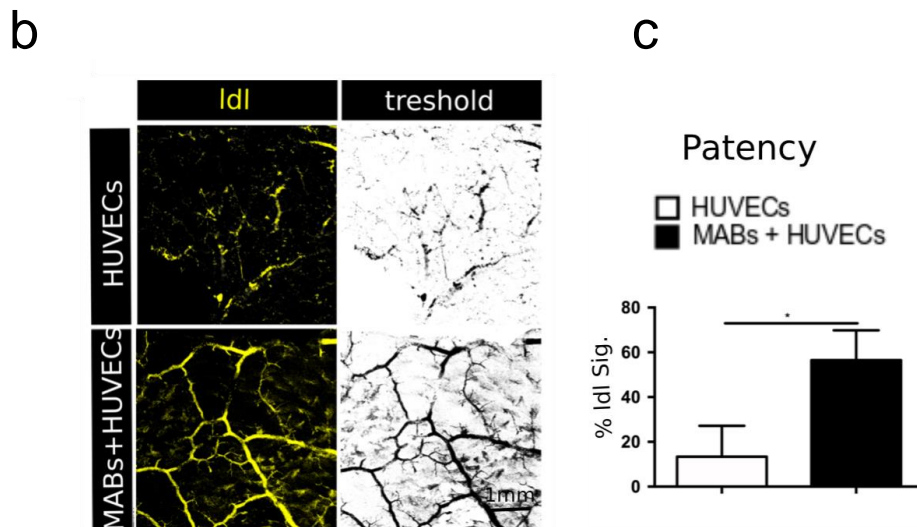 b
ldl
treshold
HUVECs
MABs+HUVECs
1mm
c
Patency
HUVECs
MABs + HUVECs
% ldl Sig.
80
60
40
20
0
*